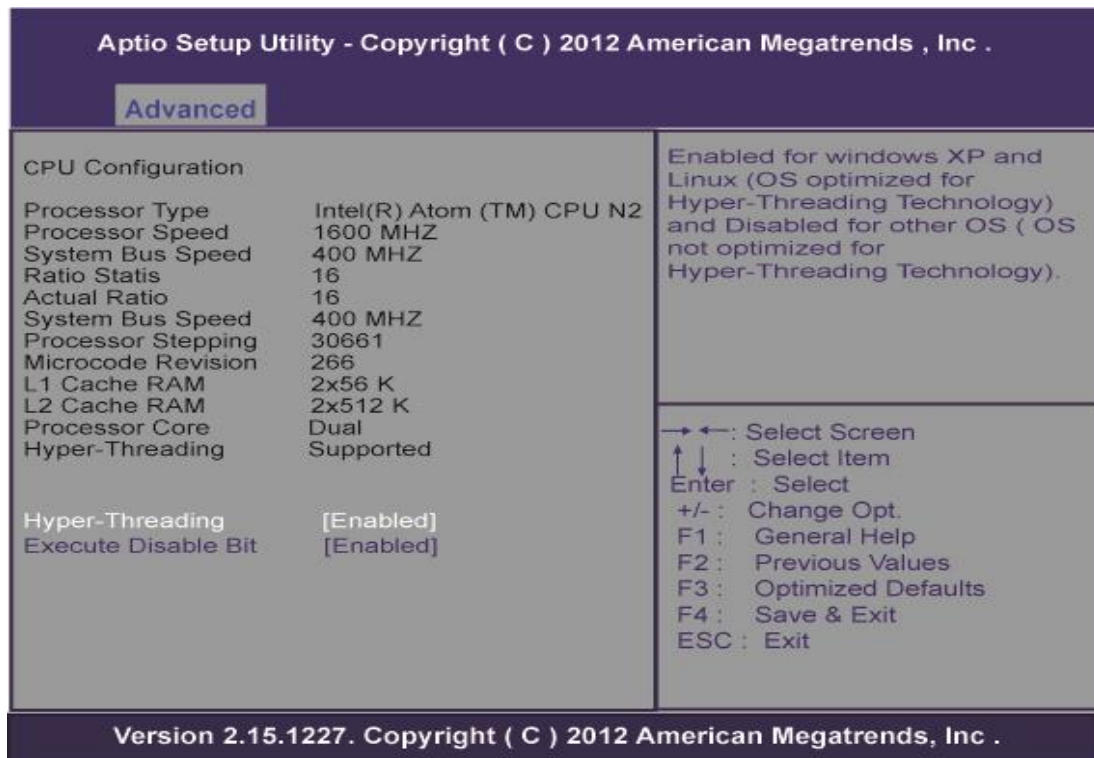 Aptio Setup Utility - Copyright ( C ) 2012 American Megatrends , Inc .
Advanced
CPU Configuration
Processor Type Intel(R) Atom (TM) CPU N2
Processor Speed 1600 MHZ
System Bus Speed 400 MHZ
Ratio Statis 16
Actual Ratio 16
System Bus Speed 400 MHZ
Processor Stepping 30661
Microcode Revision 266
L1 Cache RAM 2x56 K
L2 Cache RAM 2x512 K
Processor Core Dual
Hyper-Threading Supported
Hyper-Threading [Enabled]
Execute Disable Bit [Enabled]
Enabled for windows XP and
Linux (OS optimized for
Hyper-Threading Technology)
and Disabled for other OS ( OS
not optimized for
Hyper-Threading Technology).
→ ←: Select Screen
↑ ↓ : Select Item
Enter : Select
+/- : Change Opt.
F1 : General Help
F2 : Previous Values
F3 : Optimized Defaults
F4 : Save & Exit
ESC : Exit
Version 2.15.1227. Copyright ( C ) 2012 American Megatrends, Inc .